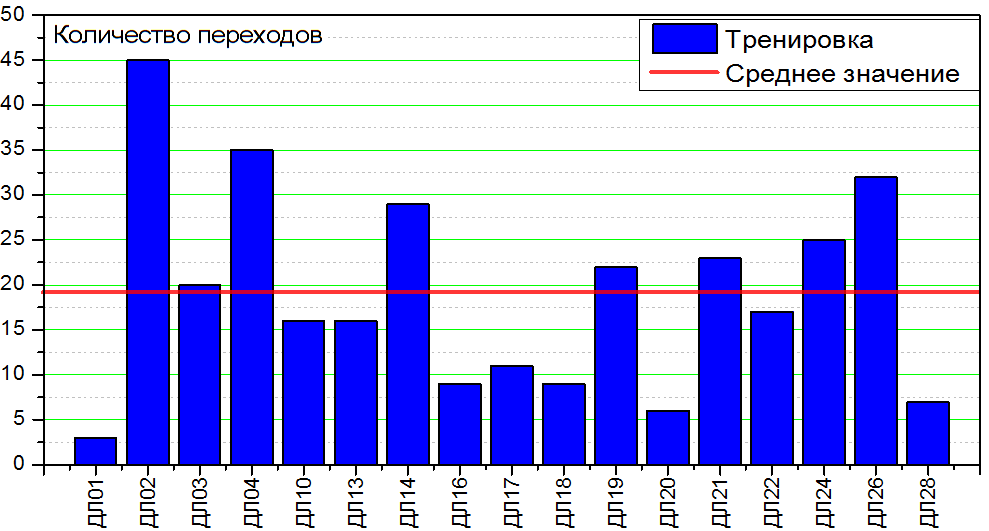 Количество переходов
Тренировка
Среднее значение
50
45
40
35
30
25
20
15
10
5
0
ДЛ01
ДЛ02
ДЛ03
ДЛ04
ДЛ10
ДЛ13
ДЛ14
ДЛ16
ДЛ17
ДЛ18
ДЛ19
ДЛ20
ДЛ21
ДЛ22
ДЛ24
ДЛ26
ДЛ28